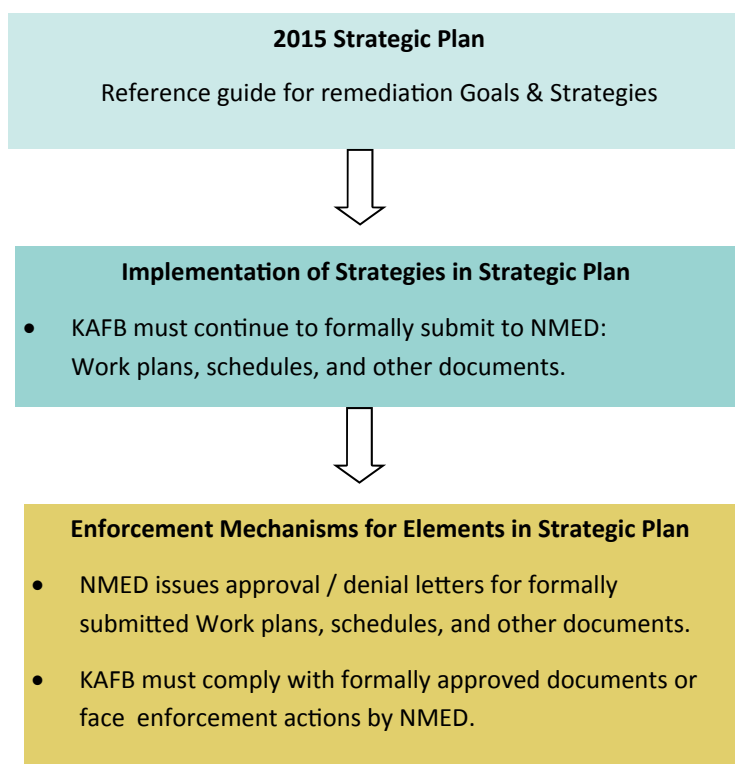 2015 Strategic Plan
Reference guide for remediation Goals & Strategies
Implementation of Strategies in Strategic Plan
• KAFB must continue to formally submit to NMED:
Work plans, schedules, and other documents.
Enforcement Mechanisms for Elements in Strategic Plan
• NMED issues approval / denial letters for formally
submitted Work plans, schedules, and other documents.
• KAFB must comply with formally approved documents or
face enforcement actions by NMED.